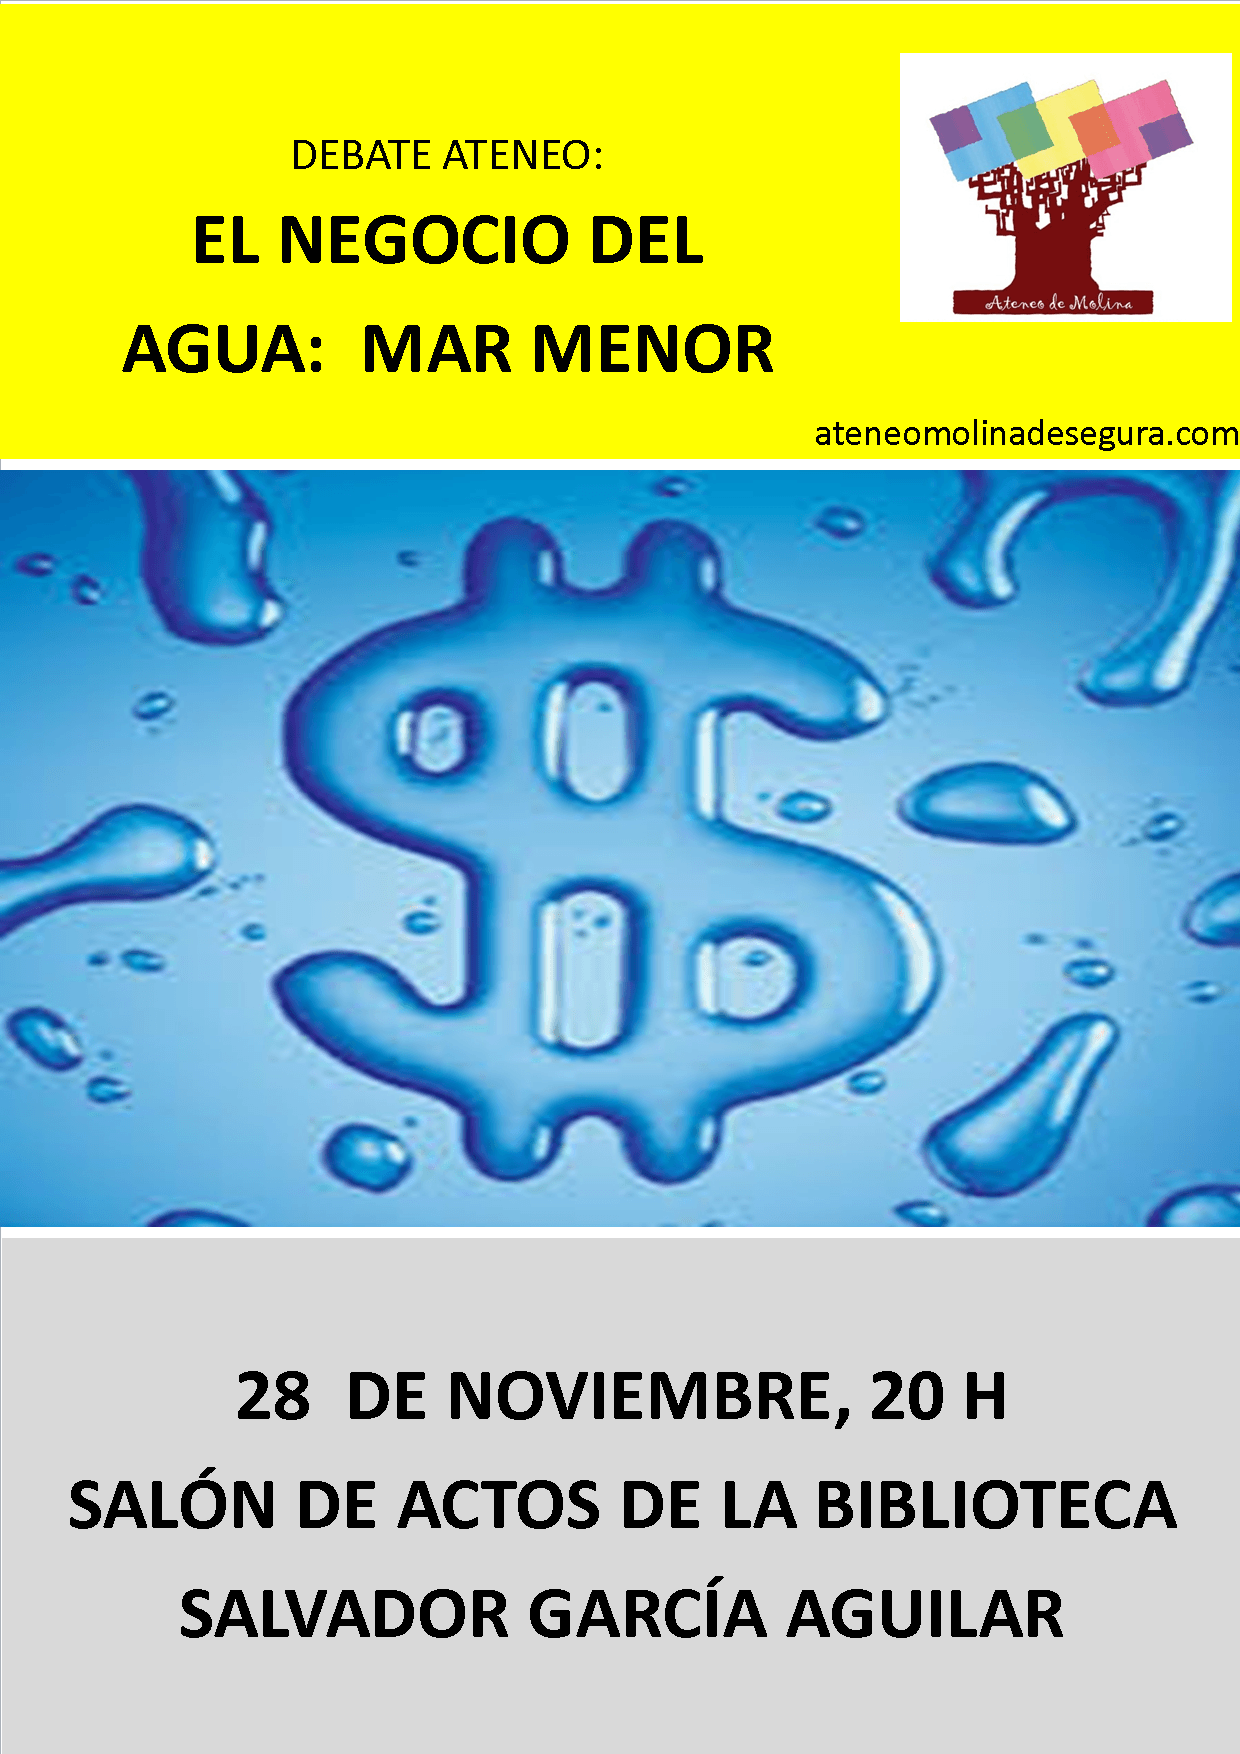 DEBATE ATENEO:
EL NEGOCIO DEL
AGUA: MAR MENOR
Ateneo de Molina
ateneomolinadesegura.com
28 DE NOVIEMBRE, 20 H
SALÓN DE ACTOS DE LA BIBLIOTECA
SALVADOR GARCÍA AGUILAR